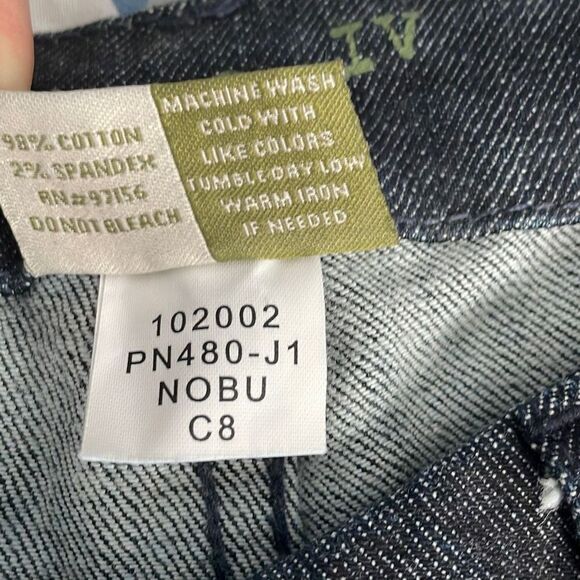 AI
98% COTTON
2% SPANDEX
RN#97156
DO NOT BLEACH
MACHINE WASH
COLD WITH
LIKE COLORS
TUMBLE DRY LOW
WARM IRON
IF NEEDED
102002
PN480-J1
NOBU
C8